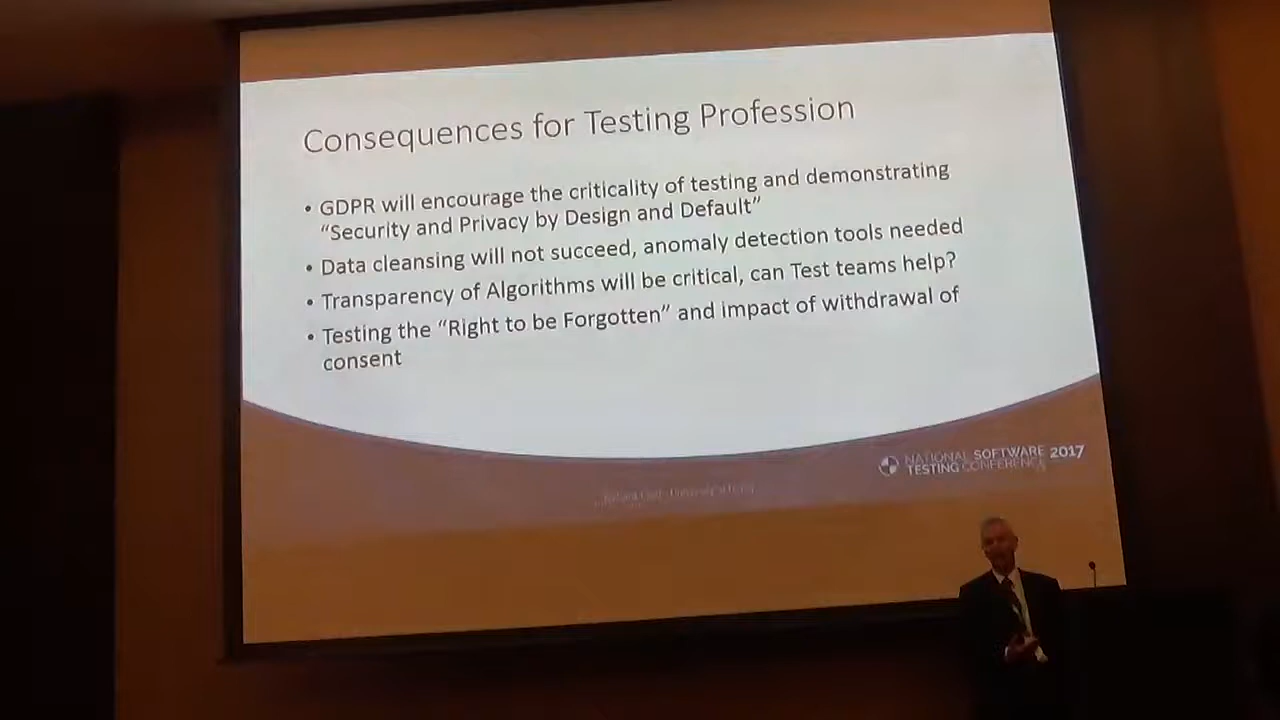 Consequences for Testing Profession
• GDPR will encourage the criticality of testing and demonstrating
“Security and Privacy by Design and Default”
• Data cleansing will not succeed, anomaly detection tools needed
• Transparency of Algorithms will be critical, can Test teams help?
• Testing the “Right to be Forgotten” and impact of withdrawal of
consent
NATIONAL SOFTWARE 2017
TESTING CONFERENCE